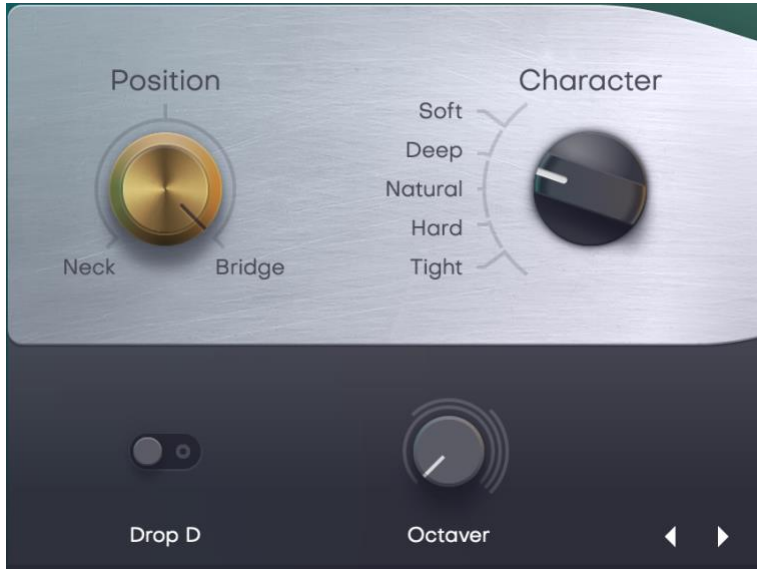 Position
Neck
Bridge
Character
Soft
Deep
Natural
Hard
Tight
Drop D
Octaver